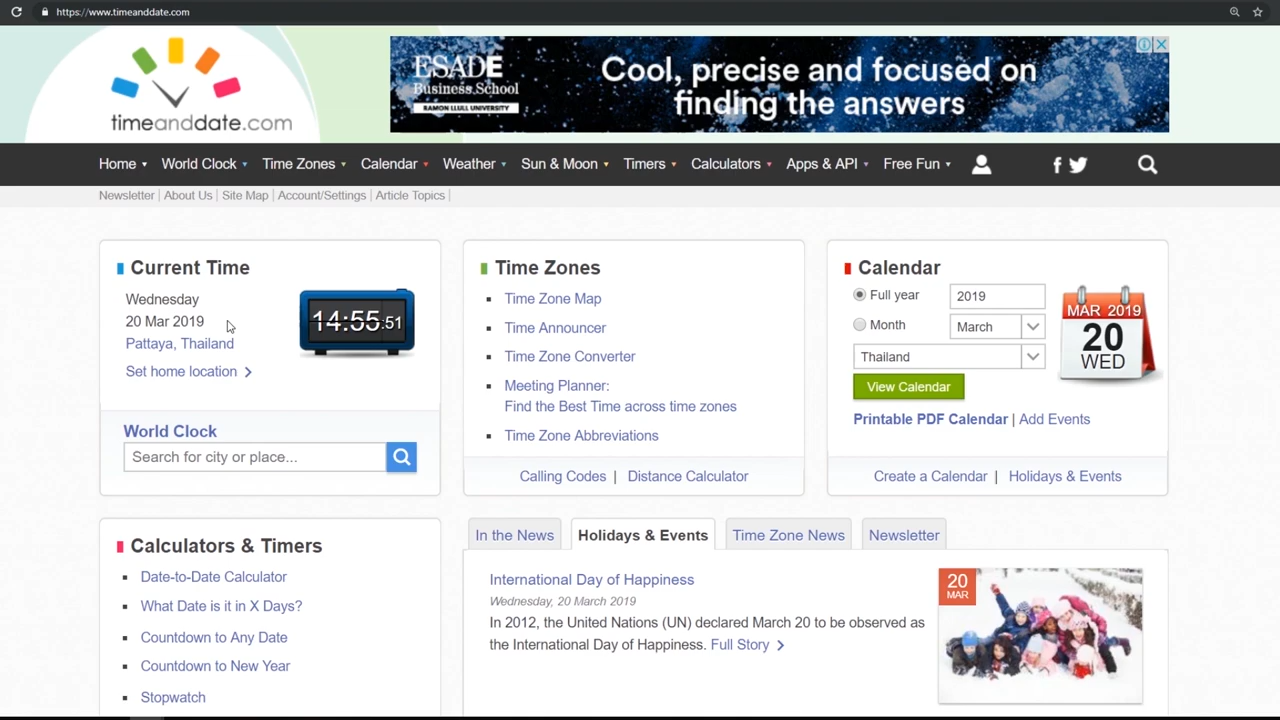 https://www.timeanddate.com
timeanddate.com
ESADE
Business School
RAMON LLULL UNIVERSITY
Cool, precise and focused on
finding the answers
Home World Clock Time Zones Calendar Weather Sun & Moon Timers Calculators Apps & API Free Fun
Newsletter | About Us | Site Map | Account/Settings | Article Topics |
Current Time
Wednesday
20 Mar 2019
Pattaya, Thailand
Set home location
14:55:51
World Clock
Search for city or place...
Time Zones
Time Zone Map
Time Announcer
Time Zone Converter
Meeting Planner:
Find the Best Time across time zones
Time Zone Abbreviations
Calling Codes | Distance Calculator
Calendar
Full year 2019
Month March
Thailand
View Calendar
MAR 2019
20
WED
Printable PDF Calendar | Add Events
Create a Calendar | Holidays & Events
Calculators & Timers
Date-to-Date Calculator
What Date is it in X Days?
Countdown to Any Date
Countdown to New Year
Stopwatch
In the News Holidays & Events Time Zone News Newsletter
International Day of Happiness
Wednesday, 20 March 2019
In 2012, the United Nations (UN) declared March 20 to be observed as
the International Day of Happiness. Full Story
20
MAR